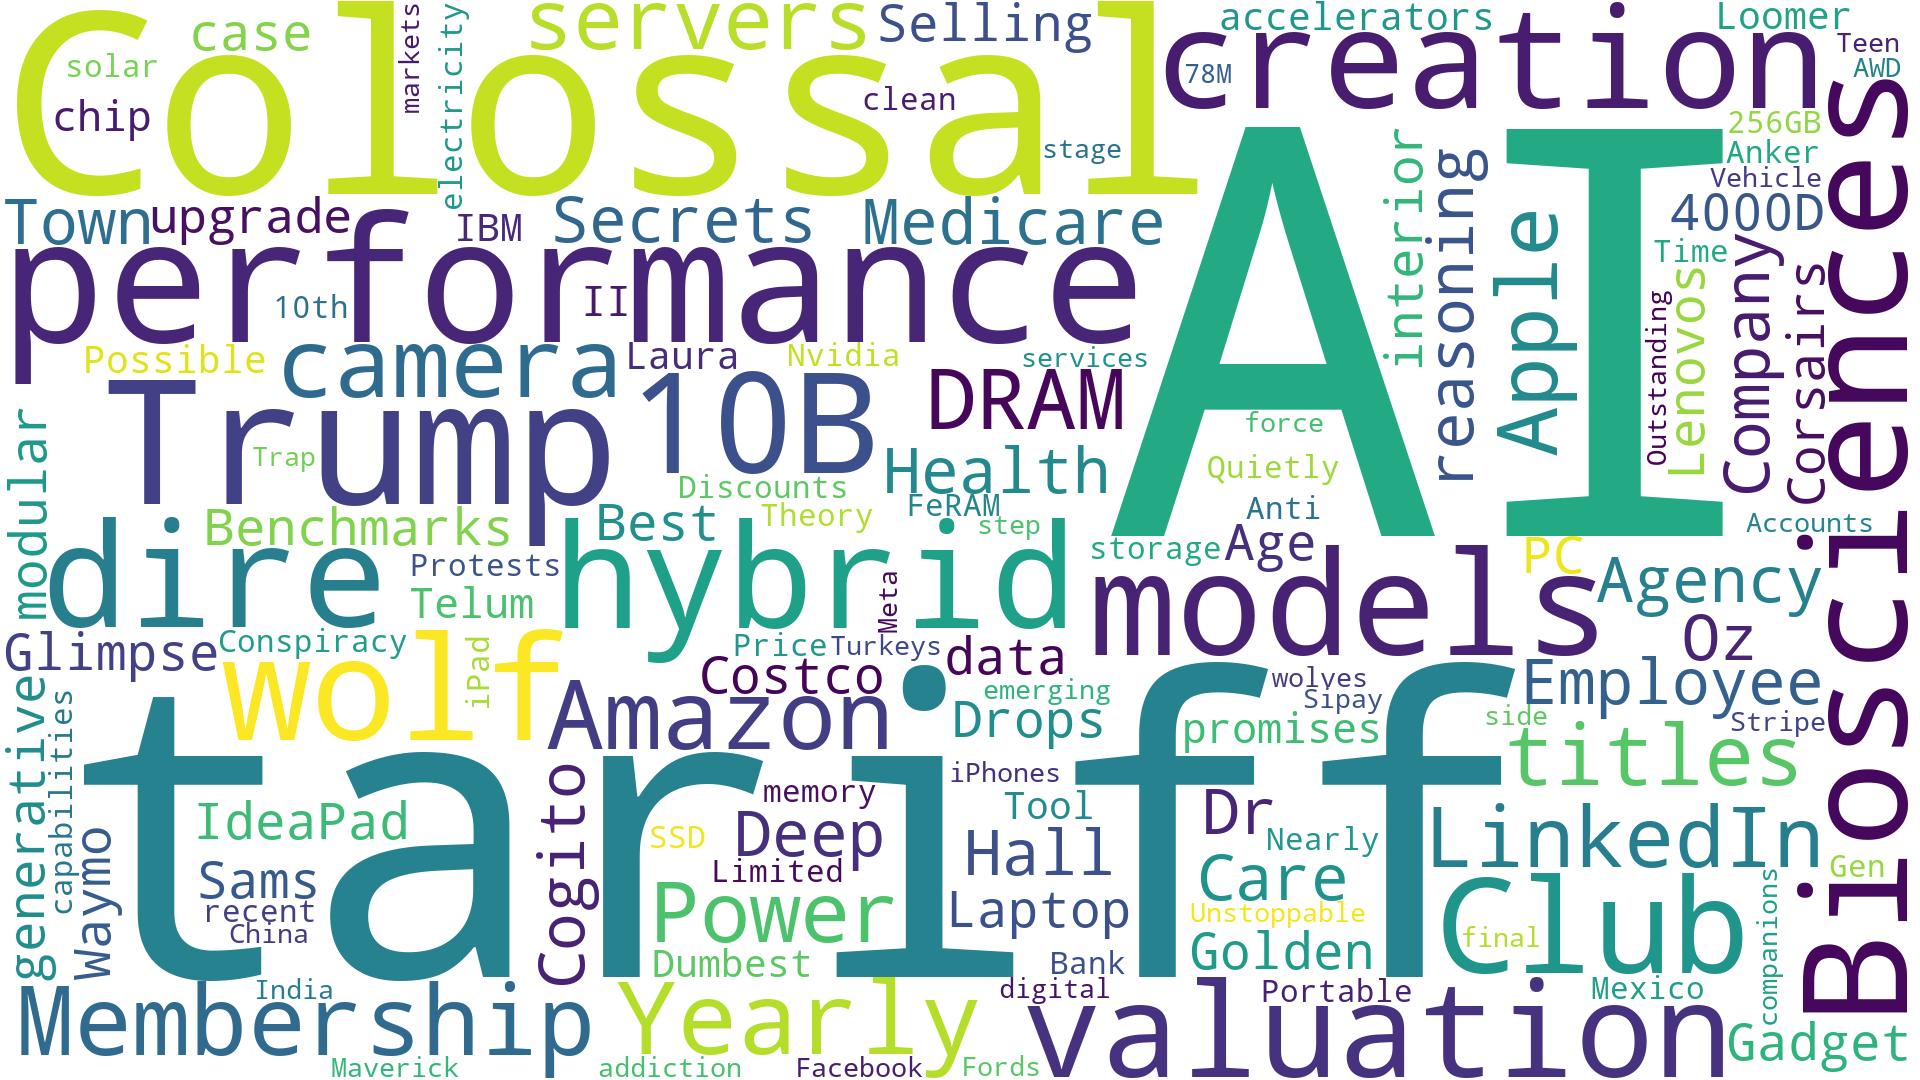 Colossal
case
solar
chip
markets
electricity
servers
Selling
clean
stage
accelerators
creation
78M
Loomer
Teen
AWD
Biosciences
256GB
Anker
Vehicle
4000D
Time
AI
interior
reasoning
Apple
Outstanding
Lenovos
Company
Corsairs
Accounts
Town
upgrade
IBM
Secrets
Medicare
performance
10th
II
Possible
camera
Laura
Nvidia
services
Trump
10B
DRAM
force
Quietly
Anti
Trap
Health
Discounts
FeRAM
Theory
step
modular
Benchmarks
Best
dire
hybrid
Protests
Telum
Meta
storage
Age
models
PC
Agency
Oz
Glimpse
Conspiracy
wolf
iPad
Price
Turkeys
Costco
data
Amazon
emerging
Drops
wolves
Sipay
promises
Employee
side
Stripe
titles
generative
capabilities
Waymo
tariff
IdeaPad
Sams
recent
China
Cogito
memory
SSD
Deep
Limited
Power
Dumbest
iPhones
Tool
Hall
Laptop
Bank
Dr
Nearly
Care
Unstoppable
Golden
LinkedIn
Club
final
Gen
companions
Membership
India
Maverick
Yearly
addiction
Facebook
Fords
digital
valuation
Portable
Mexico
Gadget